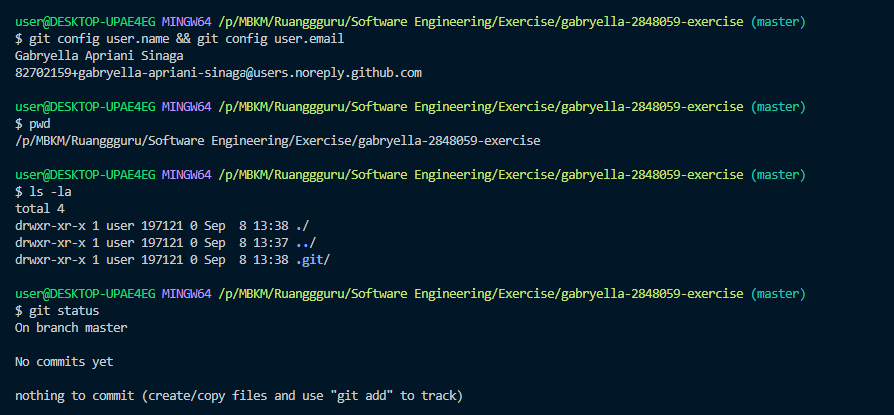 user@DESKTOP-UPAE4EG MINGW64 /p/MBKM/Ruanggguru/Software Engineering/Exercise/gabryella-2848059-exercise (master)
$ git config user.name && git config user.email
Gabryella Apriani Sinaga
82702159+gabryella-apriani-sinaga@users.noreply.github.com
user@DESKTOP-UPAE4EG MINGW64 /p/MBKM/Ruanggguru/Software Engineering/Exercise/gabryella-2848059-exercise (master)
$ pwd
/p/MBKM/Ruanggguru/Software Engineering/Exercise/gabryella-2848059-exercise
user@DESKTOP-UPAE4EG MINGW64 /p/MBKM/Ruanggguru/Software Engineering/Exercise/gabryella-2848059-exercise (master)
$ ls -la
total 4
drwxr-xr-x 1 user 197121 0 Sep  8 13:38 ./
drwxr-xr-x 1 user 197121 0 Sep  8 13:37 ../
drwxr-xr-x 1 user 197121 0 Sep  8 13:38 .git/
user@DESKTOP-UPAE4EG MINGW64 /p/MBKM/Ruanggguru/Software Engineering/Exercise/gabryella-2848059-exercise (master)
$ git status
On branch master
No commits yet
nothing to commit (create/copy files and use "git add" to track)